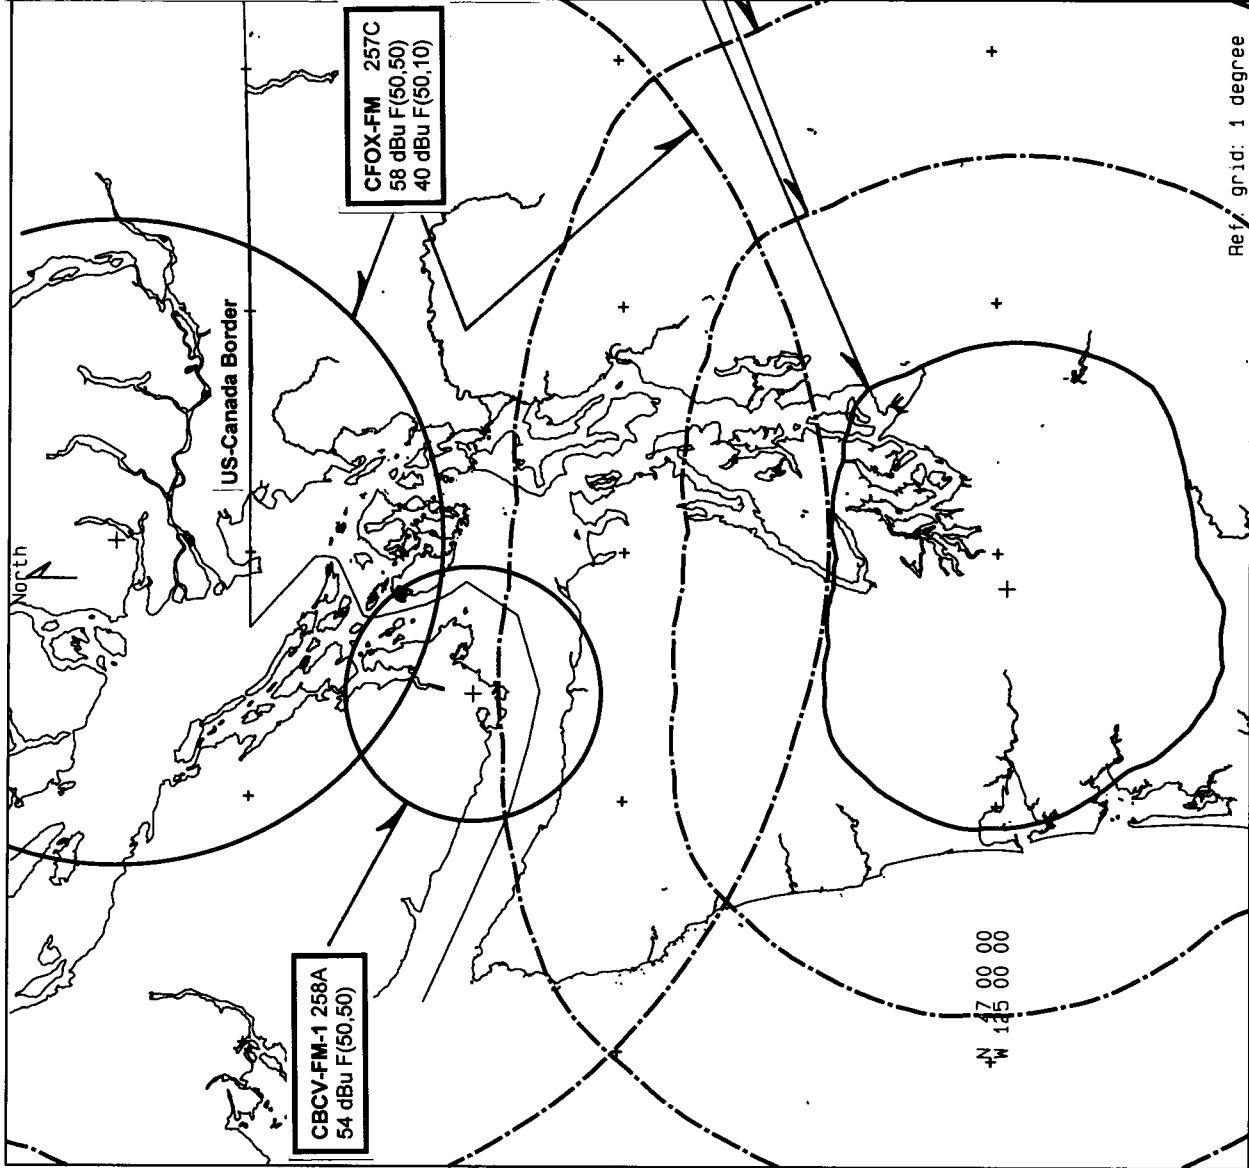 North
US-Canada Border
CFOX-FM 257C
58 dBu F(50,50)
40 dBu F(50,10)
CBCV-FM-1 258A
54 dBu F(50,50)
N 47 00 00
W 125 00 00
Ref. grid: 1 degree